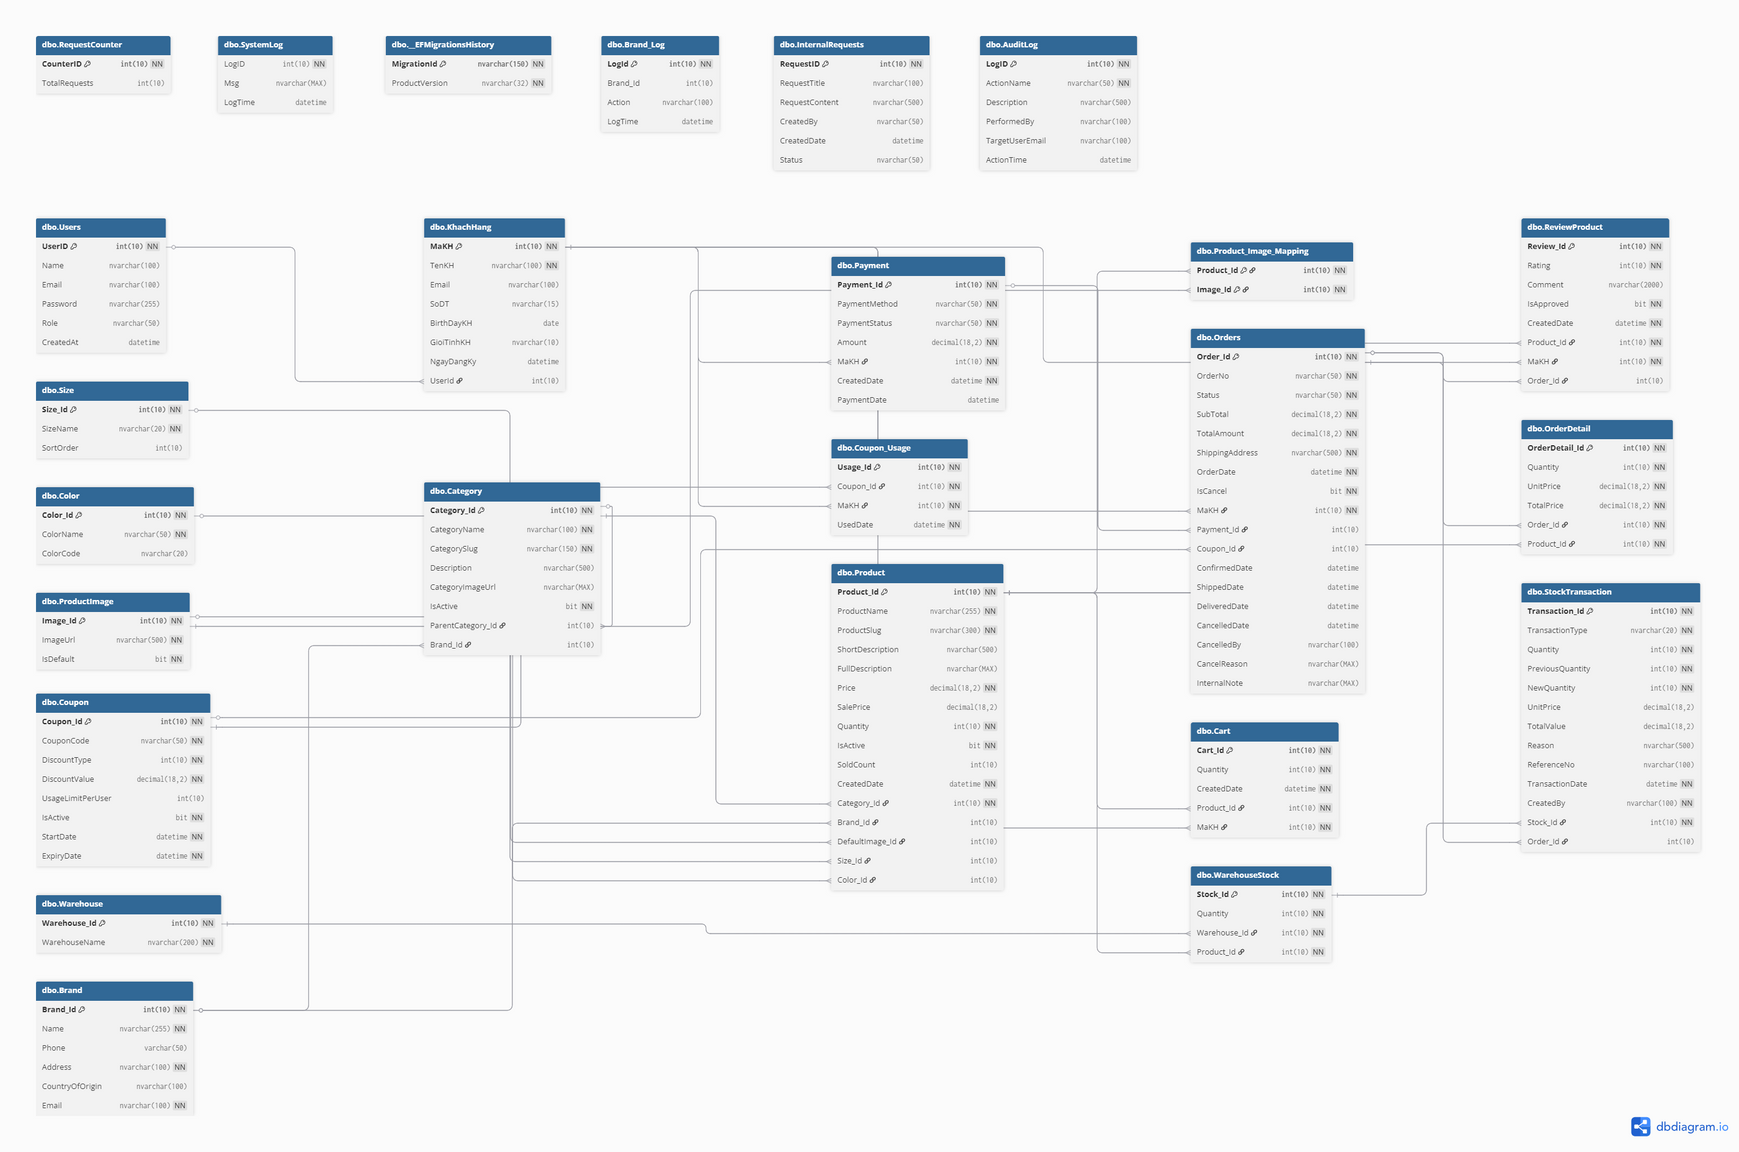 dbo.RequestCounter
CounterID int(10) NN
TotalRequests int(10)
dbo.SystemLog
LogID int(10) NN
Msg nvarchar(MAX)
LogTime datetime
dbo.__EFMigrationsHistory
MigrationId nvarchar(150) NN
ProductVersion nvarchar(32) NN
dbo.Brand_Log
LogId int(10) NN
Brand_Id int(10)
Action nvarchar(100)
LogTime datetime
dbo.InternalRequests
RequestID int(10) NN
RequestTitle nvarchar(100)
RequestContent nvarchar(500)
CreatedBy nvarchar(50)
CreatedDate datetime
Status nvarchar(50)
dbo.AuditLog
LogID int(10) NN
ActionName nvarchar(50) NN
Description nvarchar(500)
PerformedBy nvarchar(100)
TargetUserEmail nvarchar(100)
ActionTime datetime
dbo.Users
UserID int(10) NN
Name nvarchar(100)
Email nvarchar(100)
Password nvarchar(255)
Role nvarchar(50)
CreatedAt datetime
dbo.Size
Size_Id int(10) NN
SizeName nvarchar(20) NN
SortOrder int(10)
dbo.Color
Color_Id int(10) NN
ColorName nvarchar(50) NN
ColorCode nvarchar(20)
dbo.ProductImage
Image_Id int(10) NN
ImageUrl nvarchar(500) NN
IsDefault bit NN
dbo.Coupon
Coupon_Id int(10) NN
CouponCode nvarchar(50) NN
DiscountType int(10) NN
DiscountValue decimal(18,2) NN
UsageLimitPerUser int(10)
IsActive bit NN
StartDate datetime NN
ExpiryDate datetime NN
dbo.Warehouse
Warehouse_Id int(10) NN
WarehouseName nvarchar(200) NN
dbo.Brand
Brand_Id int(10) NN
Name nvarchar(255) NN
Phone varchar(50)
Address nvarchar(100) NN
CountryOfOrigin nvarchar(100)
Email nvarchar(100) NN
dbo.KhachHang
MaKH int(10) NN
TenKH nvarchar(100) NN
Email nvarchar(100)
SoDT nvarchar(15)
BirthDayKH date
GioiTinhKH nvarchar(10)
NgayDangKy datetime
UserId int(10)
dbo.Category
Category_Id int(10) NN
CategoryName nvarchar(100) NN
CategorySlug nvarchar(150) NN
Description nvarchar(500)
CategoryImageUrl nvarchar(MAX)
IsActive bit NN
ParentCategory_Id int(10)
Brand_Id int(10)
dbo.Payment
Payment_Id int(10) NN
PaymentMethod nvarchar(50) NN
PaymentStatus nvarchar(50) NN
Amount decimal(18,2) NN
MaKH int(10) NN
CreatedDate datetime NN
PaymentDate datetime
dbo.Coupon_Usage
Usage_Id int(10) NN
Coupon_Id int(10) NN
MaKH int(10) NN
UsedDate datetime NN
dbo.Product
Product_Id int(10) NN
ProductName nvarchar(255) NN
ProductSlug nvarchar(300) NN
ShortDescription nvarchar(500)
FullDescription nvarchar(MAX)
Price decimal(18,2) NN
SalePrice decimal(18,2)
Quantity int(10) NN
IsActive bit NN
SoldCount int(10)
CreatedDate datetime NN
Category_Id int(10) NN
Brand_Id int(10)
DefaultImage_Id int(10)
Size_Id int(10)
Color_Id int(10)
dbo.Product_Image_Mapping
Product_Id int(10) NN
Image_Id int(10) NN
dbo.Orders
Order_Id int(10) NN
OrderNo nvarchar(50) NN
Status nvarchar(50) NN
SubTotal decimal(18,2) NN
TotalAmount decimal(18,2) NN
ShippingAddress nvarchar(500) NN
OrderDate datetime NN
IsCancel bit NN
MaKH int(10) NN
Payment_Id int(10)
Coupon_Id int(10)
ConfirmedDate datetime
ShippedDate datetime
DeliveredDate datetime
CancelledDate datetime
CancelledBy nvarchar(100)
CancelReason nvarchar(MAX)
InternalNote nvarchar(MAX)
dbo.Cart
Cart_Id int(10) NN
Quantity int(10) NN
CreatedDate datetime NN
Product_Id int(10) NN
MaKH int(10) NN
dbo.WarehouseStock
Stock_Id int(10) NN
Quantity int(10) NN
Warehouse_Id int(10) NN
Product_Id int(10) NN
dbo.ReviewProduct
Review_Id int(10) NN
Rating int(10) NN
Comment nvarchar(2000)
IsApproved bit NN
CreatedDate datetime NN
Product_Id int(10) NN
MaKH int(10) NN
Order_Id int(10)
dbo.OrderDetail
OrderDetail_Id int(10) NN
Quantity int(10) NN
UnitPrice decimal(18,2) NN
TotalPrice decimal(18,2) NN
Order_Id int(10) NN
Product_Id int(10) NN
dbo.StockTransaction
Transaction_Id int(10) NN
TransactionType nvarchar(20) NN
Quantity int(10) NN
PreviousQuantity int(10) NN
NewQuantity int(10) NN
UnitPrice decimal(18,2)
TotalValue decimal(18,2)
Reason nvarchar(500)
ReferenceNo nvarchar(100)
TransactionDate datetime NN
CreatedBy nvarchar(100) NN
Stock_Id int(10) NN
Order_Id int(10)
dbdiagram.io